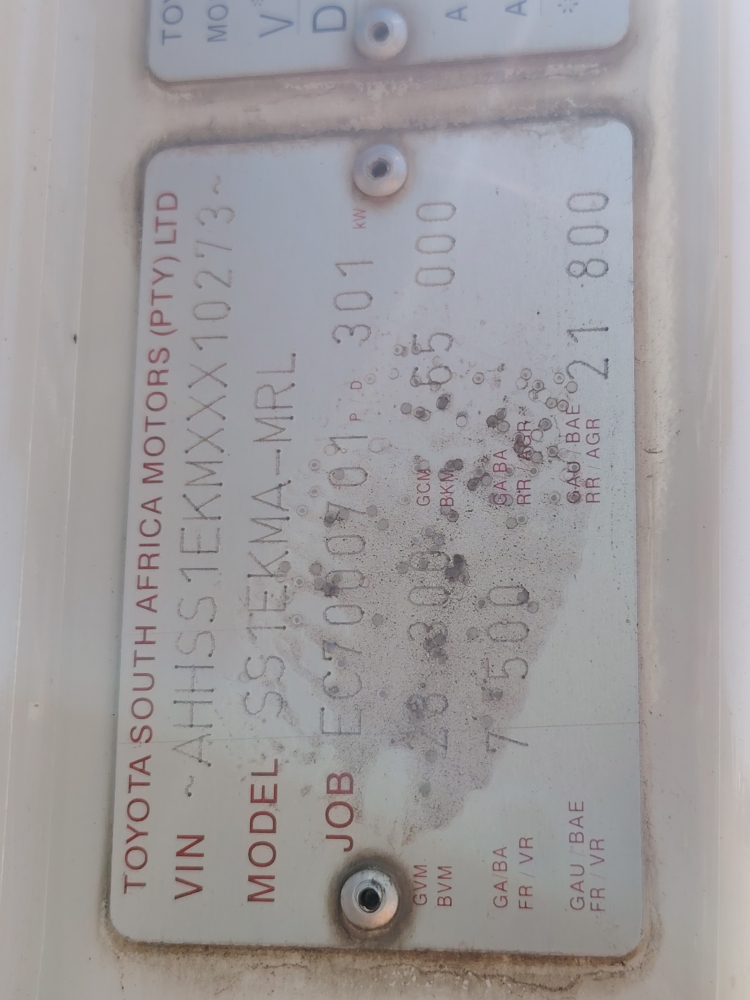 TOYOTA SOUTH AFRICA MOTORS (PTY) LTD
VIN ~AHHSS1EKMXXX10273~
MODEL SS1EKMA-MRL
JOB EC7000701 P/D 301 kW
GVM 300 GCM 65 000
BVM BKM
GA/BA 7 500 GA/BA
FR/VR RR/AGR
GAU/BAE GAU/BAE 21 800
FR/VR RR/AGR
TO
MO
V
D
A
A